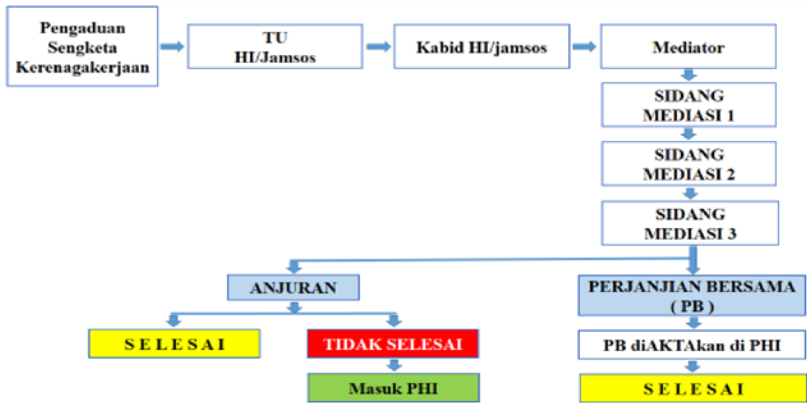 Pengaduan
Sengketa
Kerenagakerjaan
TU
HI/Jamsos
Kabid HI/jamsos
Mediator
SIDANG
MEDIASI 1
SIDANG
MEDIASI 2
SIDANG
MEDIASI 3
ANJURAN
PERJANJIAN BERSAMA
( PB )
S E L E S A I
TIDAK SELESAI
PB diAKTAkan di PHI
Masuk PHI
S E L E S A I